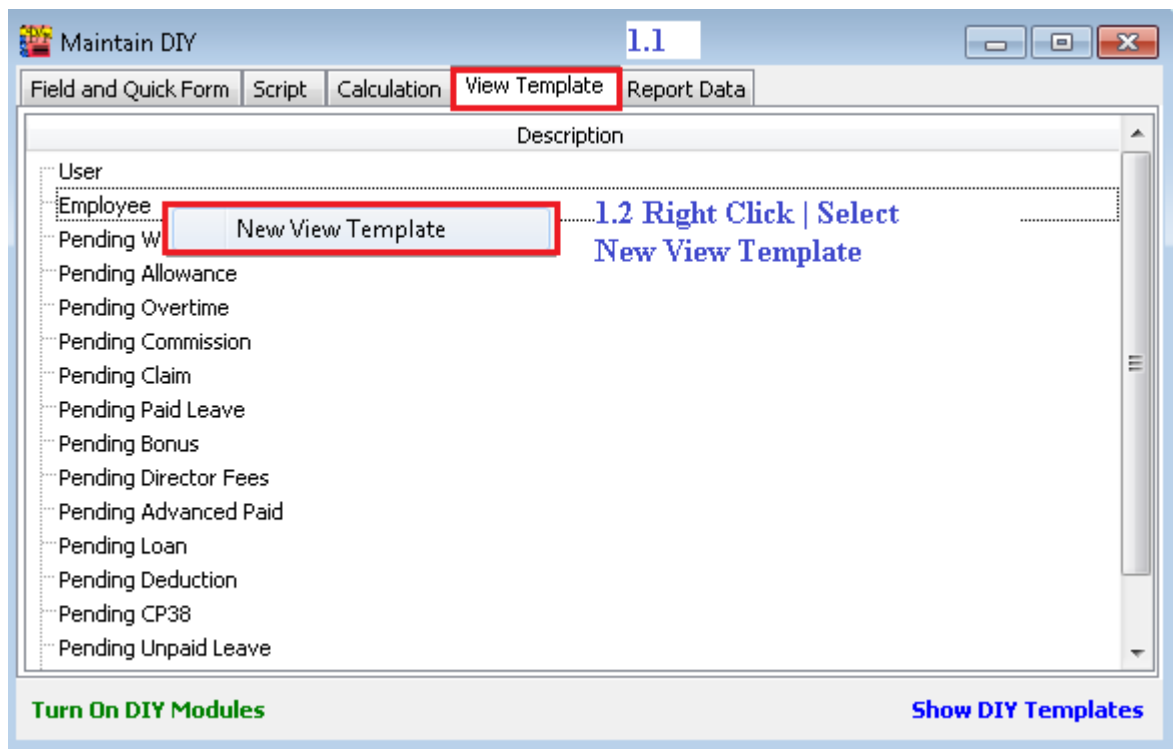 Maintain DIY
1.1
Field and Quick Form Script Calculation View Template Report Data
Description
User
Employee
1.2 Right Click | Select
New View Template
New View Template
Pending W
Pending Allowance
Pending Overtime
Pending Commission
Pending Claim
Pending Paid Leave
Pending Bonus
Pending Director Fees
Pending Advanced Paid
Pending Loan
Pending Deduction
Pending CP38
Pending Unpaid Leave
Turn On DIY Modules
Show DIY Templates